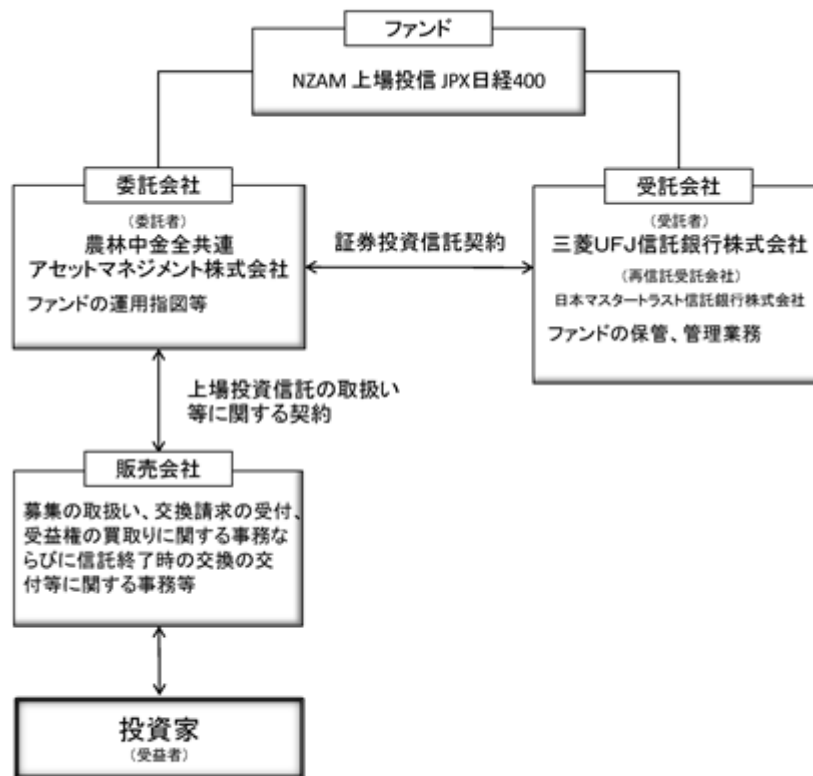 ファンド
NZAM 上場投信 JPX日経400
委託会社
（委託者）
農林中金全共連
アセットマネジメント株式会社
ファンドの運用指図等
証券投資信託契約
受託会社
（受託者）
三菱UFJ信託銀行株式会社
（再信託受託会社）
日本マスタートラスト信託銀行株式会社
ファンドの保管、管理業務
上場投資信託の取扱い
等に関する契約
販売会社
募集の取扱い、交換請求の受付、
受益権の買取りに関する事務な
らびに信託終了時の交換の交
付等に関する事務等
投資家
（受益者）